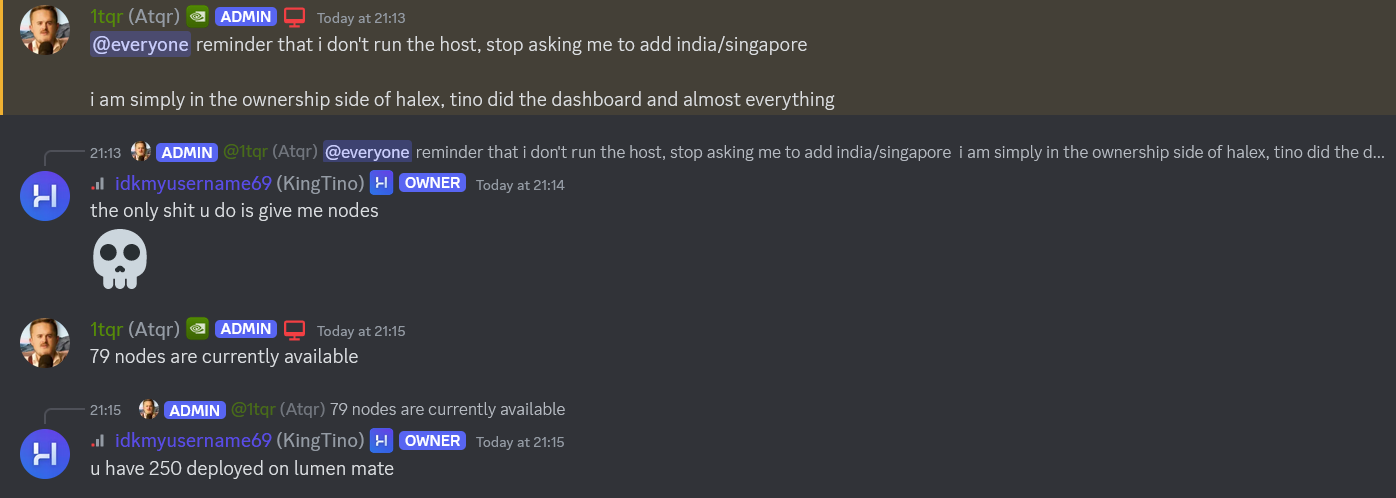 1tqr (Atqr) ADMIN Today at 21:13
@everyone reminder that i don't run the host, stop asking me to add india/singapore
i am simply in the ownership side of halex, tino did the dashboard and almost everything
21:13 ADMIN @1tqr (Atqr) @everyone reminder that i don't run the host, stop asking me to add india/singapore i am simply in the ownership side of halex, tino did the d...
idkmyusername69 (KingTino) H OWNER Today at 21:14
the only shit u do is give me nodes
1tqr (Atqr) ADMIN Today at 21:15
79 nodes are currently available
21:15 ADMIN @1tqr (Atqr) 79 nodes are currently available
idkmyusername69 (KingTino) H OWNER Today at 21:15
u have 250 deployed on lumen mate